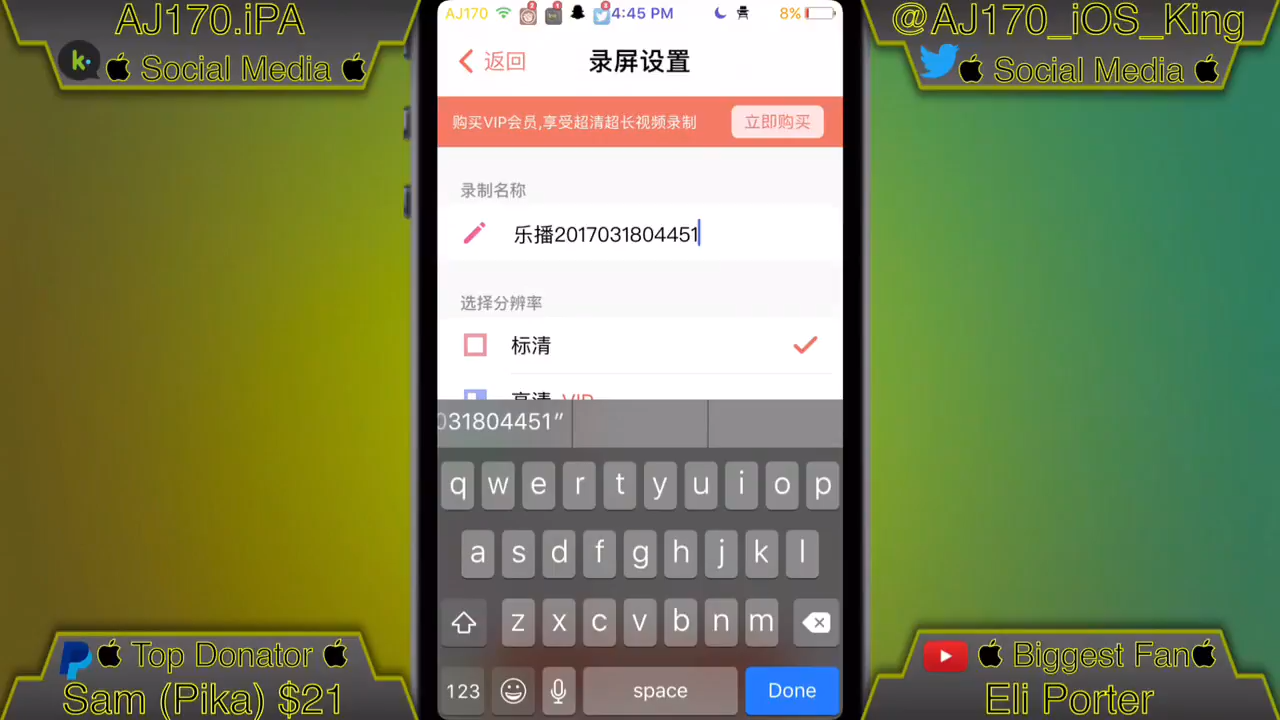 AJ170.iPA
Social Media
@AJ170_iOS_King
Social Media
AJ170 4:45 PM 8%
返回 录屏设置
购买VIP会员,享受超清超长视频录制 立即购买
录制名称
乐播2017031804451
选择分辨率
标清
高清 VIP
031804451”
q w e r t y u i o p
a s d f g h j k l
z x c v b n m
123 space Done
Top Donator
Sam (Pika) $21
Biggest Fan
Eli Porter